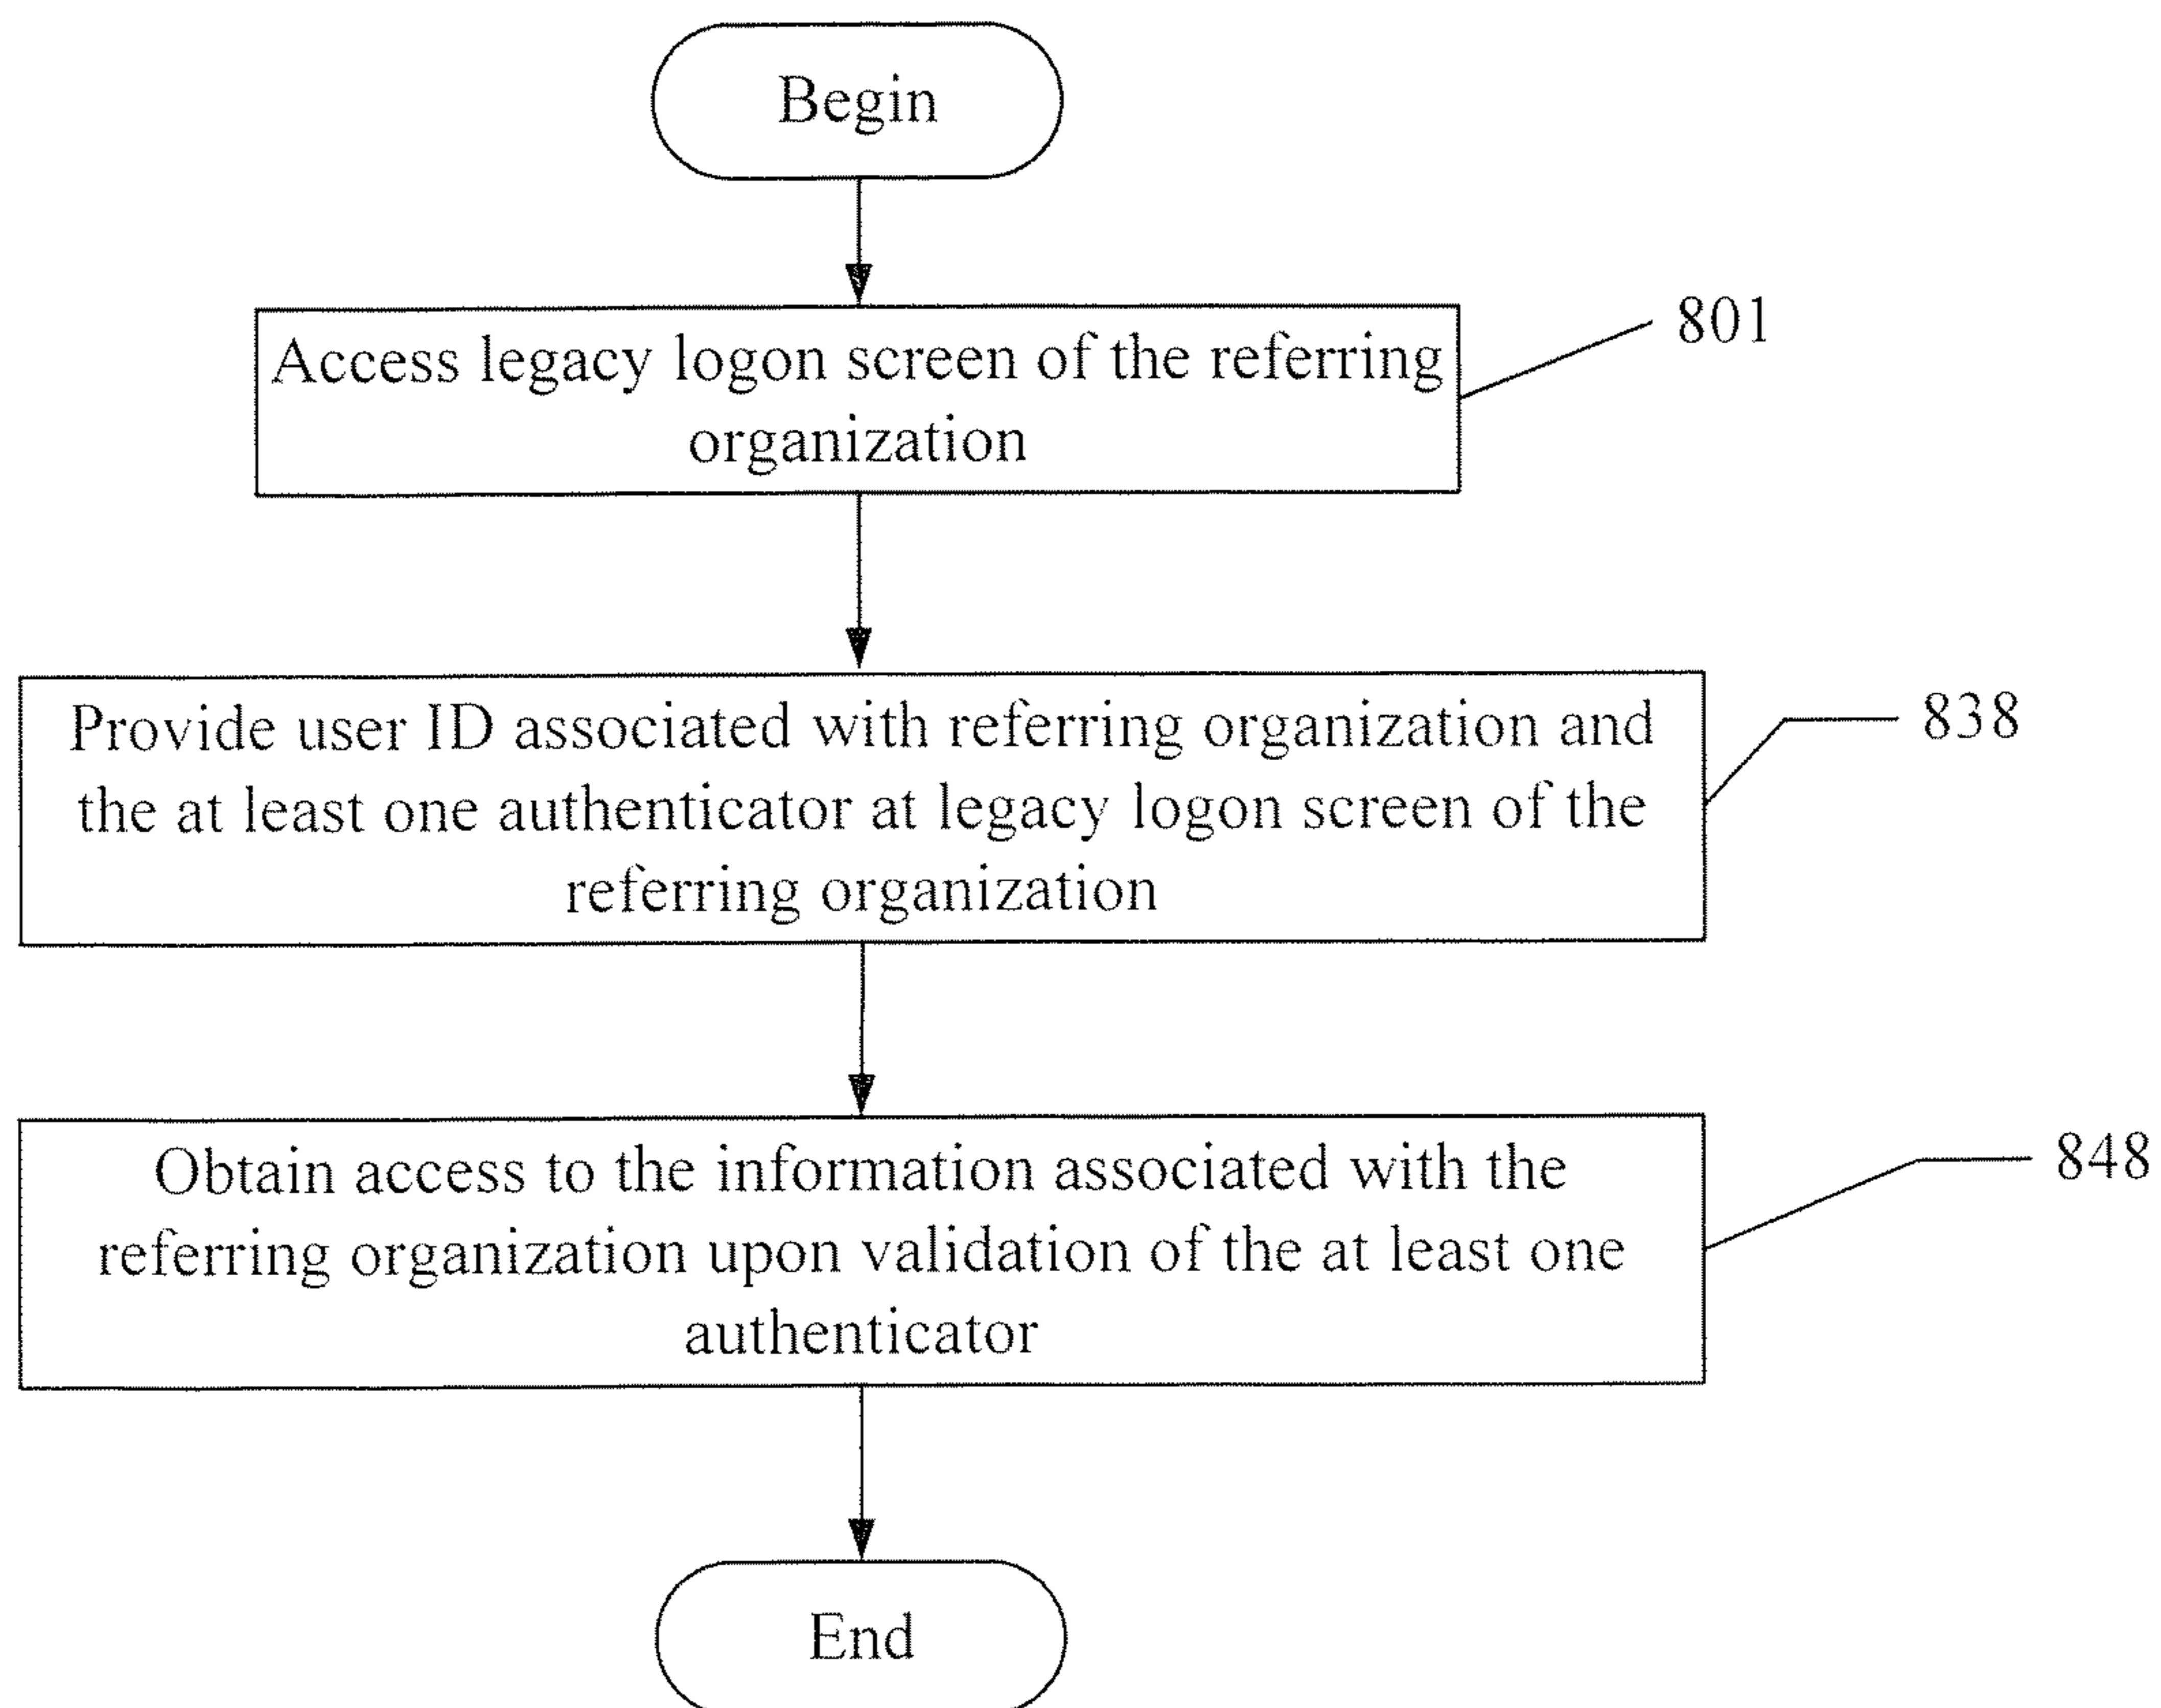 Begin
Access legacy logon screen of the referring
organization
801
Provide user ID associated with referring organization and
the at least one authenticator at legacy logon screen of the
referring organization
838
Obtain access to the information associated with the
referring organization upon validation of the at least one
authenticator
848
End